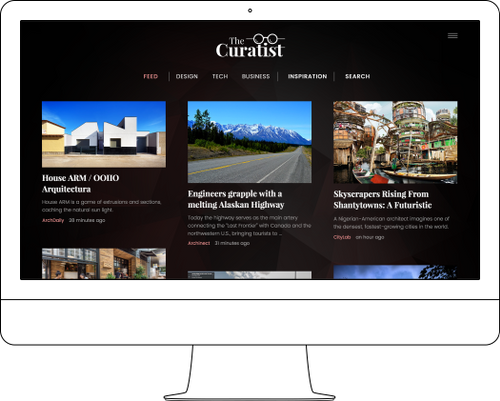 The
Curatist
FEED DESIGN TECH BUSINESS INSPIRATION SEARCH
House ARM / OOIIO
Arquitectura
House ARM is a game of extrusions and sections,
caching the natural sun light.
ArchDaily 28 minutes ago
Engineers grapple with a
melting Alaskan Highway
Today the highway serves as the main artery
connecting the "Last Frontier" with Canada and the
northwestern U.S., bringing tourists to ...
Archinect 31 minutes ago
Skyscrapers Rising From
Shantytowns: A Futuristic
A Nigerian-American architect imagines one of
the densest, fastest-growing cities in the world.
CityLab an hour ago